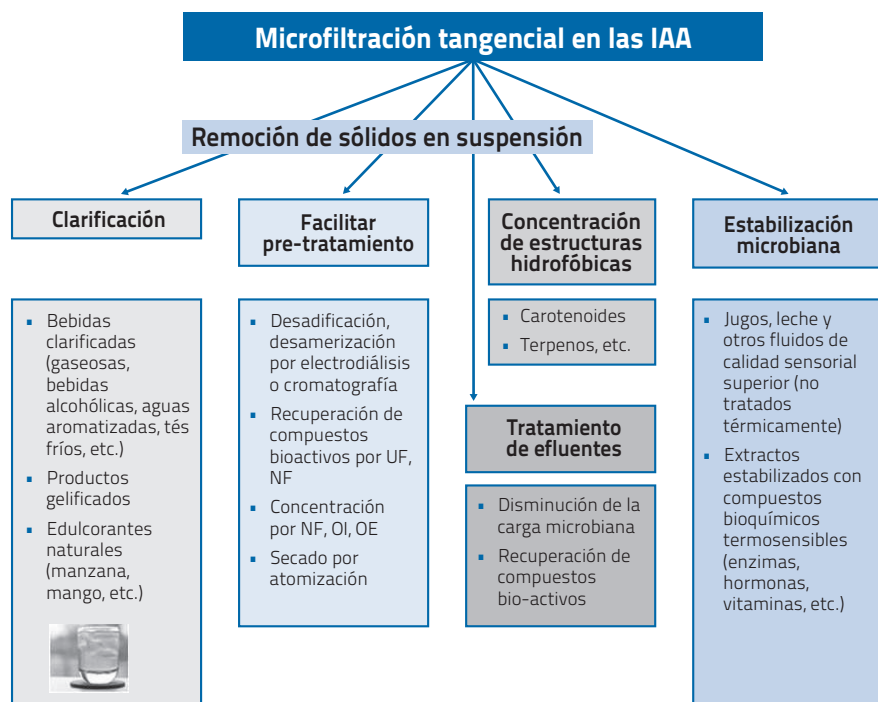 Microfiltración tangencial en las IAA
Remoción de sólidos en suspensión
Clarificación
▪ Bebidas
clarificadas
(gaseosas,
bebidas
alcohólicas, aguas
aromatizadas, tés
fríos, etc.)
▪ Productos
gelificados
▪ Edulcorantes
naturales
(manzana,
mango, etc.)
Facilitar
pre-tratamiento
▪ Desadificación,
desamerización
por electrodiálisis
o cromatografía
▪ Recuperación de
compuestos
bioactivos por UF,
NF
▪ Concentración
por NF, OI, OE
▪ Secado por
atomización
Concentración
de estructuras
hidrofóbicas
▪ Carotenoides
▪ Terpenos, etc.
Tratamiento
de efluentes
▪ Disminución de la
carga microbiana
▪ Recuperación de
compuestos
bio-activos
Estabilización
microbiana
▪ Jugos, leche y
otros fluidos de
calidad sensorial
superior (no
tratados
térmicamente)
▪ Extractos
estabilizados con
compuestos
bioquímicos
termosensibles
(enzimas,
hormonas,
vitaminas, etc.)